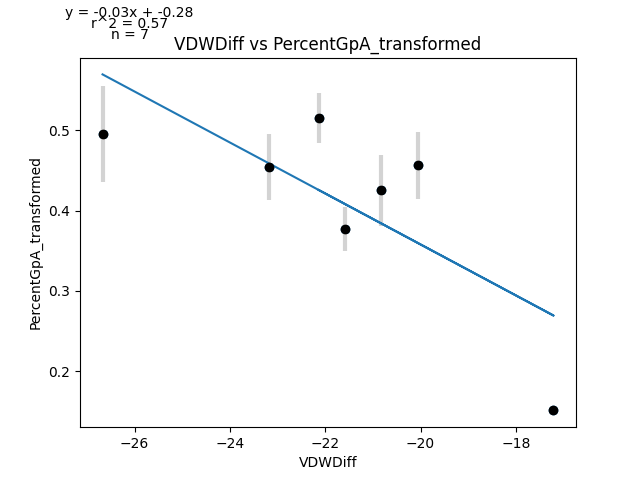 y = -0.03x + -0.28
r^2 = 0.57
n = 7
VDWDiff vs PercentGpA_transformed
PercentGpA_transformed
0.5
0.4
0.3
0.2
−26
−24
−22
−20
−18
VDWDiff